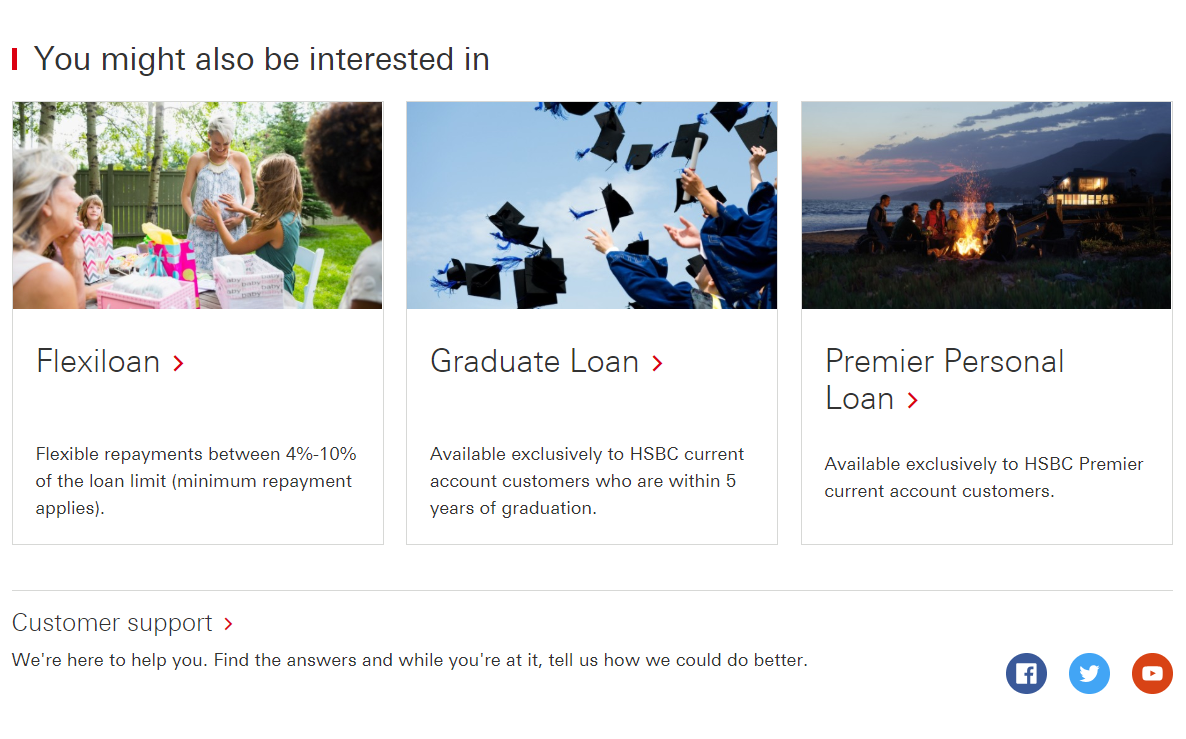 You might also be interested in
Flexiloan
Flexible repayments between 4%-10%
of the loan limit (minimum repayment
applies).
Graduate Loan
Available exclusively to HSBC current
account customers who are within 5
years of graduation.
Premier Personal
Loan
Available exclusively to HSBC Premier
current account customers.
Customer support
We're here to help you. Find the answers and while you're at it, tell us how we could do better.